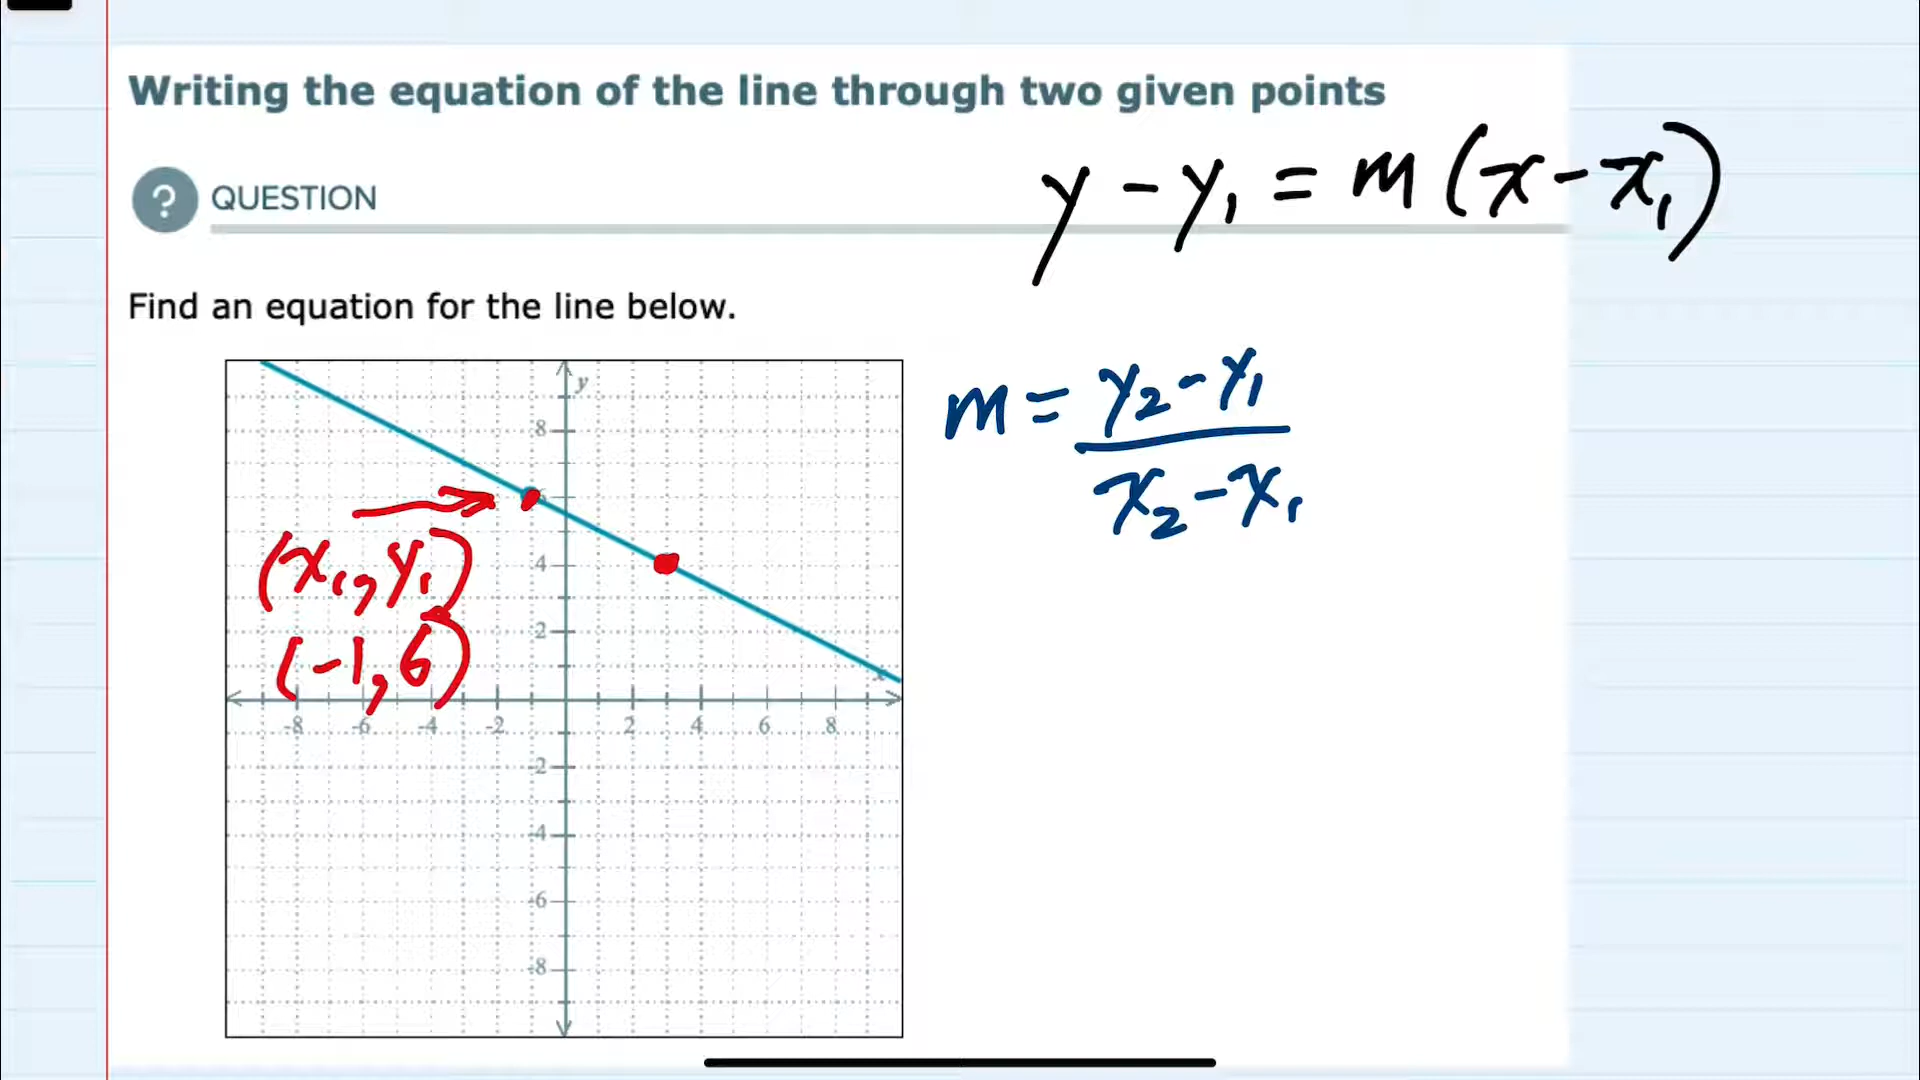 Writing the equation of the line through two given points
? QUESTION
y - y₁ = m(x - x₁)
Find an equation for the line below.
m = y₂ - y₁
x₂ - x₁
y
8
6
(x₁, y₁)
4
(-1, 6)
2
x
-8 -6 -4 -2 2 4 6 8
-2
-4
-6
-8